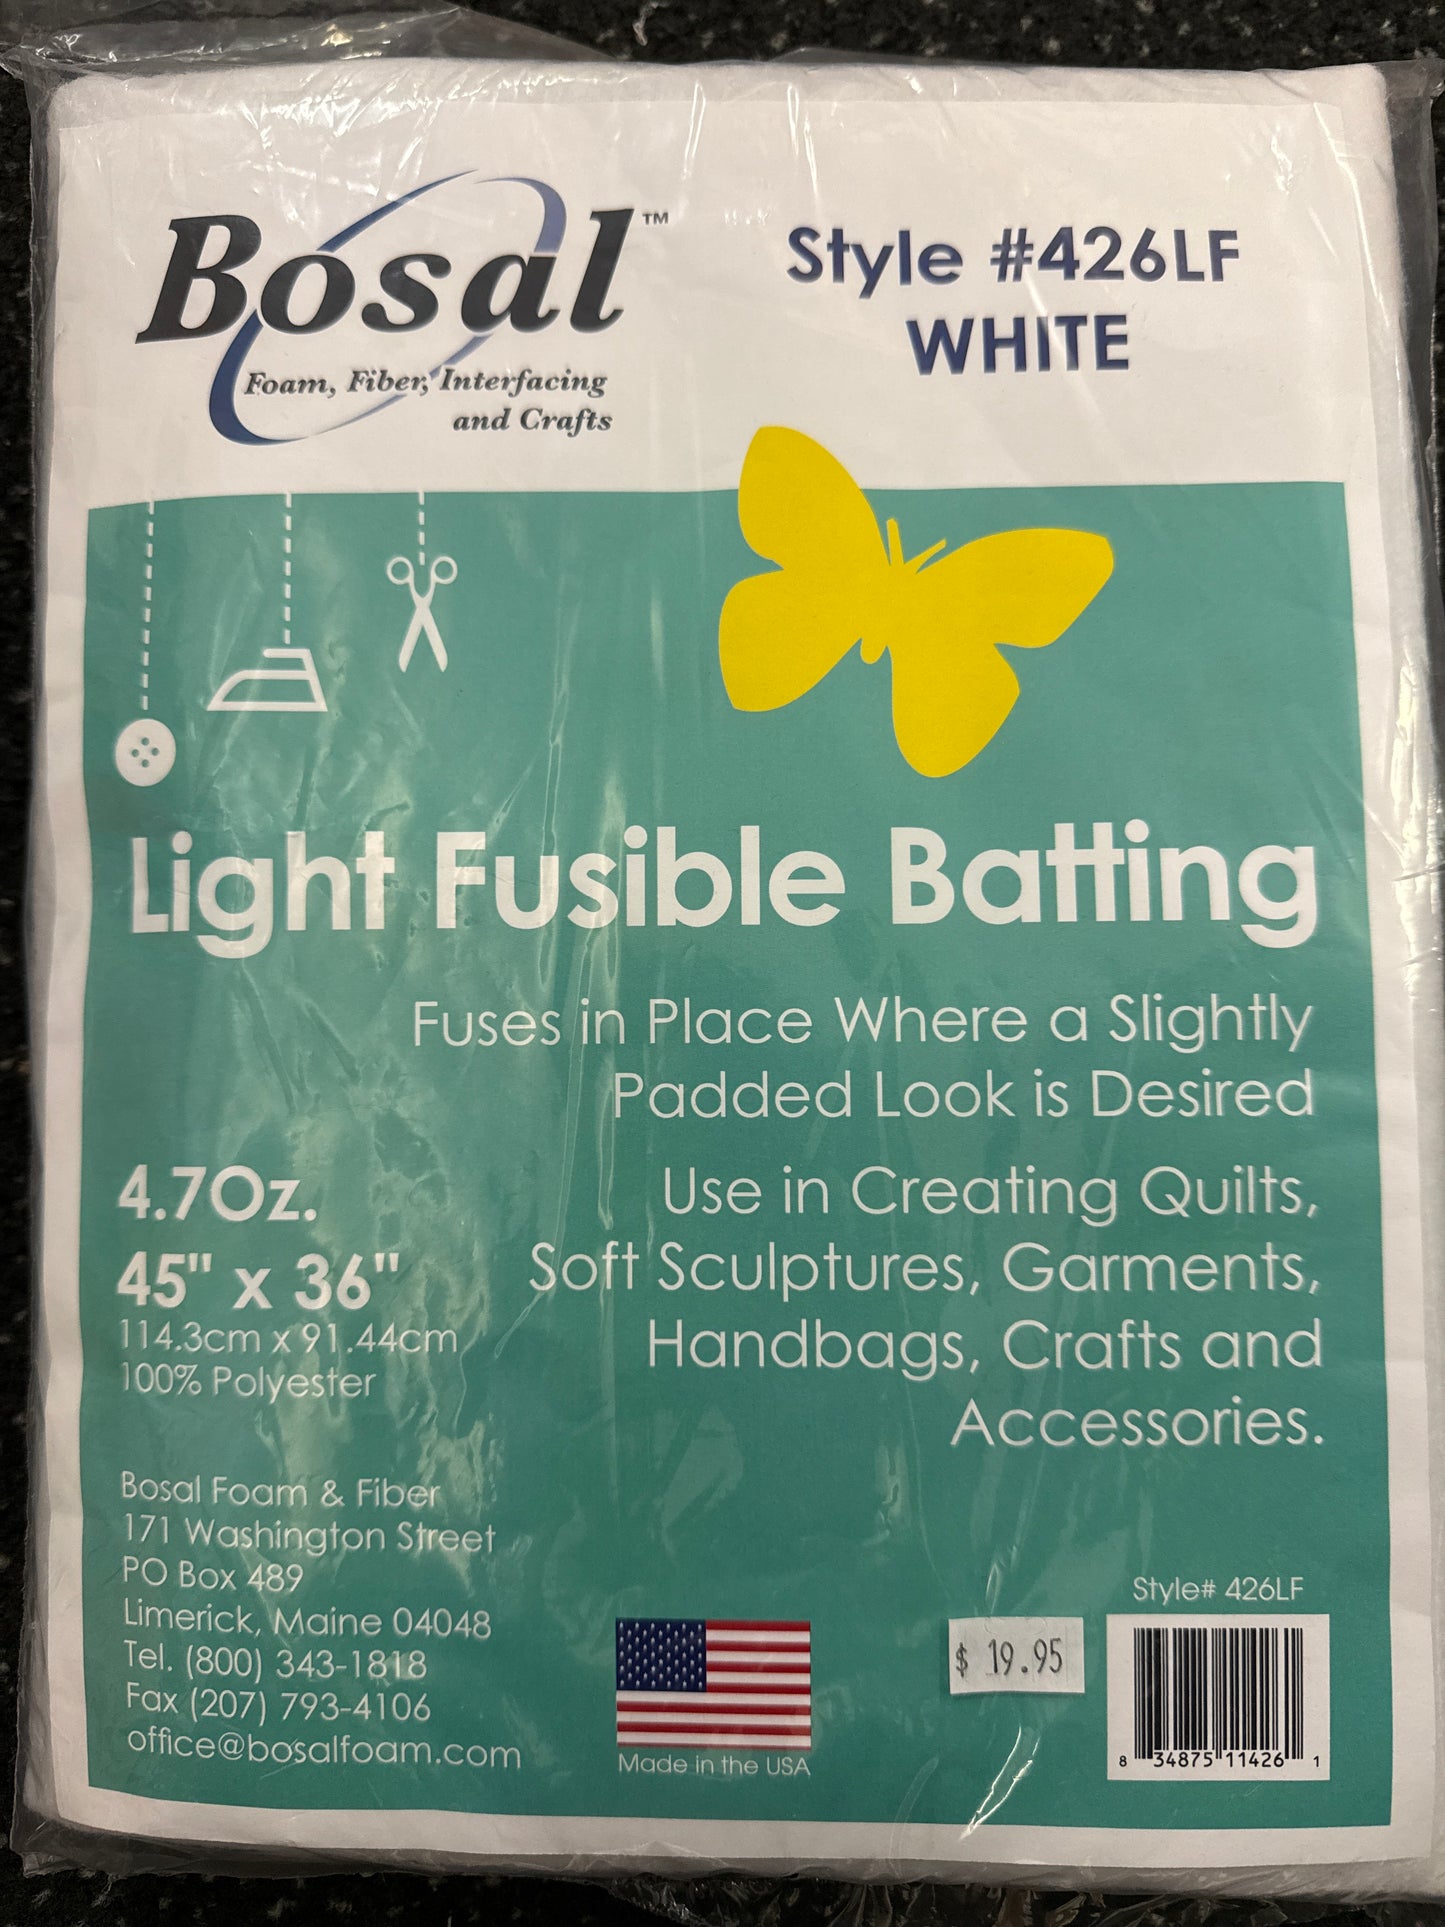 Bosal™
Foam, Fiber, Interfacing
and Crafts
Style #426LF
WHITE
Light Fusible Batting
Fuses in Place Where a Slightly
Padded Look is Desired
4.7Oz.
45" x 36"
114.3cm x 91.44cm
100% Polyester
Use in Creating Quilts,
Soft Sculptures, Garments,
Handbags, Crafts and
Accessories.
Bosal Foam & Fiber
171 Washington Street
PO Box 489
Limerick, Maine 04048
Tel. (800) 343-1818
Fax (207) 793-4106
office@bosalfoam.com
Made in the USA
$ 19.95
Style# 426LF
8 34875 11426 1